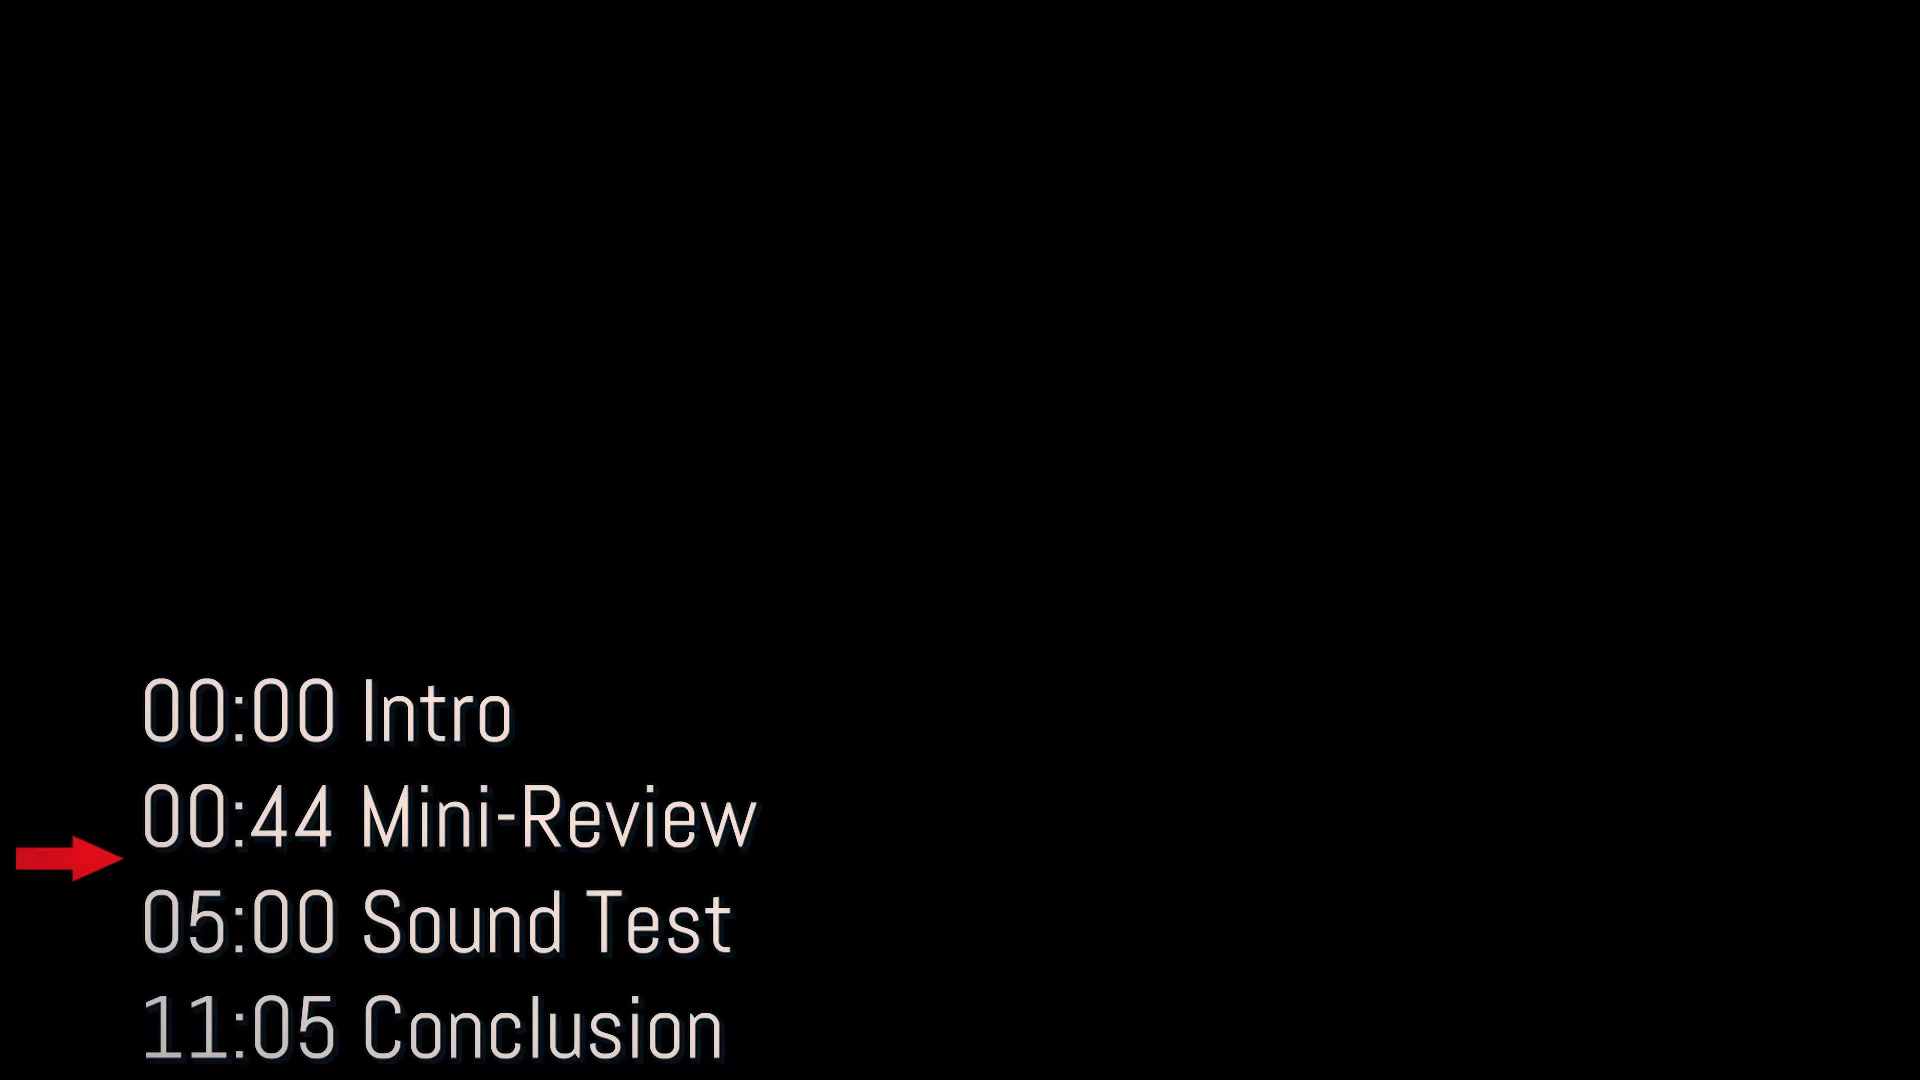 00:00 Intro
00:44 Mini-Review
05:00 Sound Test
11:05 Conclusion